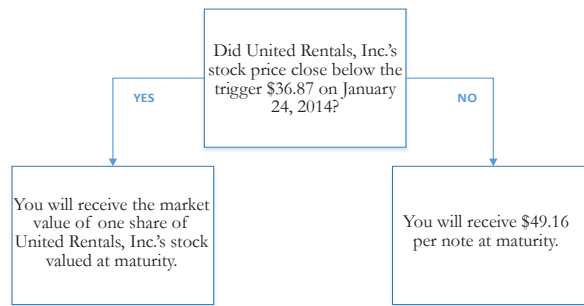 Did United Rentals, Inc.'s
stock price close below the
trigger $36.87 on January
24, 2014?
YES
NO
You will receive the market
value of one share of
United Rentals, Inc.'s stock
valued at maturity.
You will receive $49.16
per note at maturity.